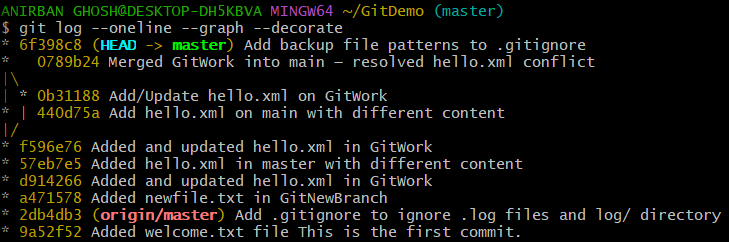 ANIRBAN GHOSH@DESKTOP-DH5KBVA MINGW64 ~/GitDemo (master)
$ git log --oneline --graph --decorate
* 6f398c8 (HEAD -> master) Add backup file patterns to .gitignore
*   0789b24 Merged GitWork into main – resolved hello.xml conflict
|\
| * 0b31188 Add/Update hello.xml on GitWork
* | 440d75a Add hello.xml on main with different content
|/
* f596e76 Added and updated hello.xml in GitWork
* 57eb7e5 Added hello.xml in master with different content
* d914266 Added and updated hello.xml in GitWork
* a471578 Added newfile.txt in GitNewBranch
* 2db4db3 (origin/master) Add .gitignore to ignore .log files and log/ directory
* 9a52f52 Added welcome.txt file This is the first commit.